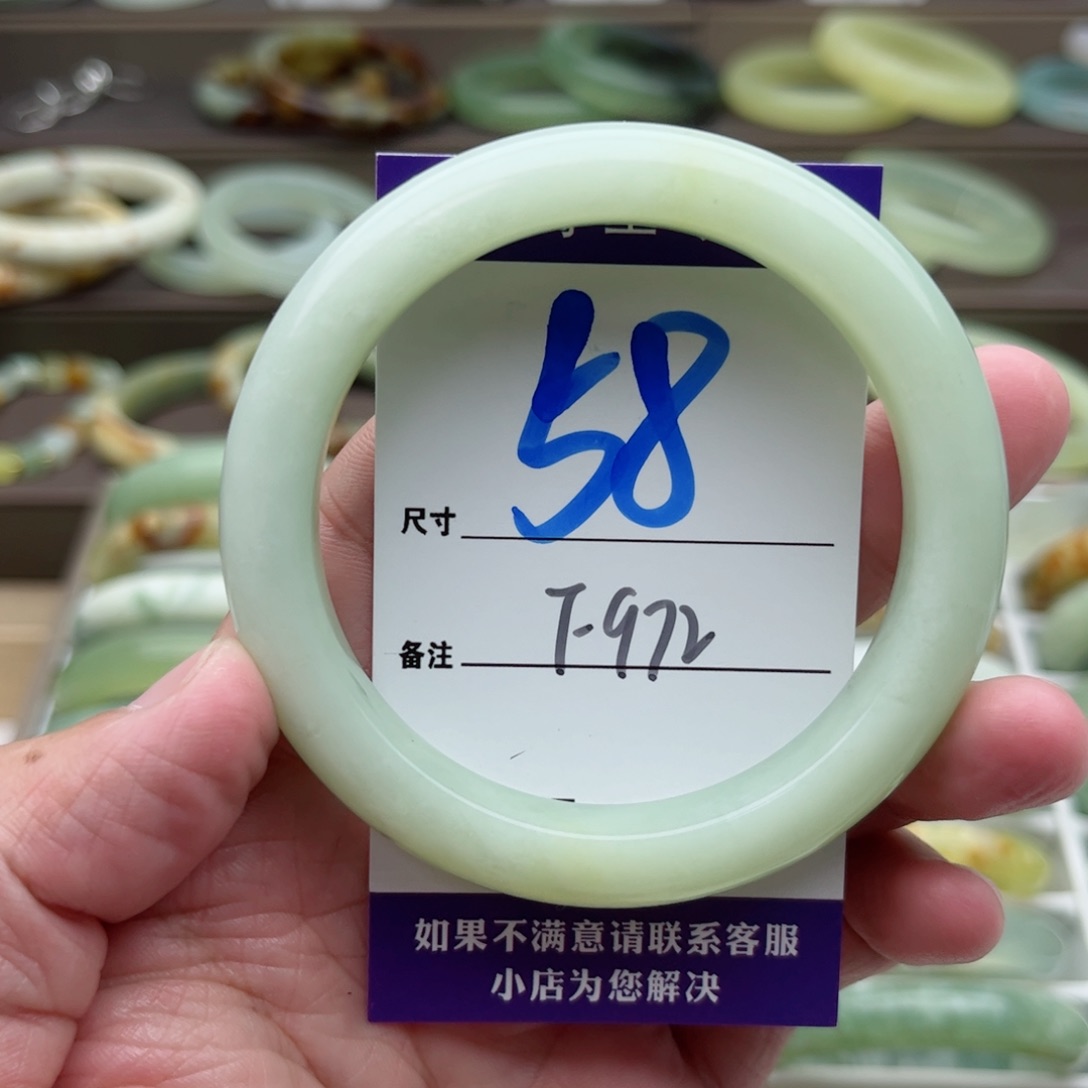 58
尺寸
T-972
备注
如果不满意请联系客服
小店为您解决